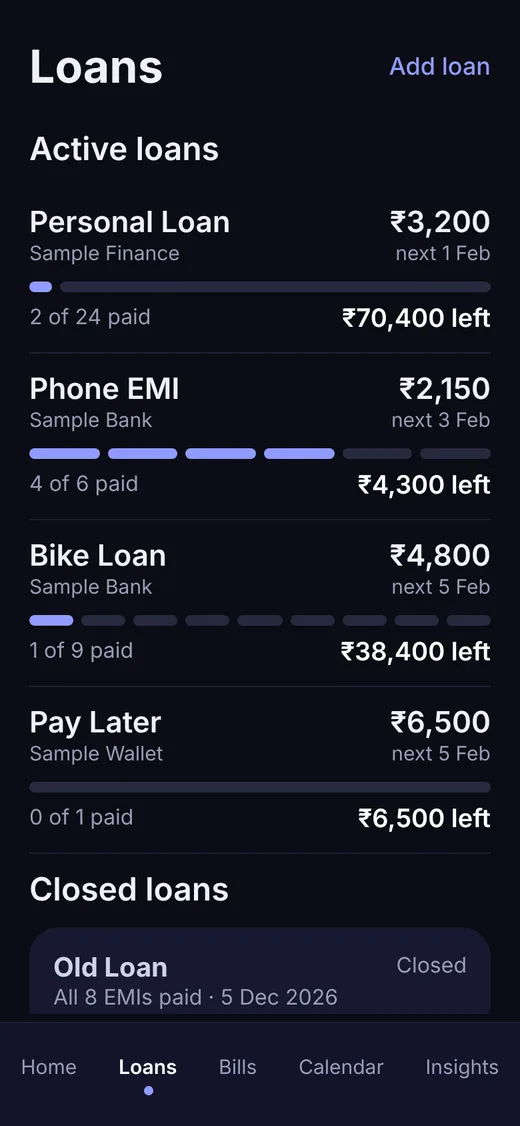 Loans
Add loan
Active loans
Personal Loan
₹3,200
Sample Finance
next 1 Feb
2 of 24 paid
₹70,400 left
Phone EMI
₹2,150
Sample Bank
next 3 Feb
4 of 6 paid
₹4,300 left
Bike Loan
₹4,800
Sample Bank
next 5 Feb
1 of 9 paid
₹38,400 left
Pay Later
₹6,500
Sample Wallet
next 5 Feb
0 of 1 paid
₹6,500 left
Closed loans
Old Loan
Closed
All 8 EMIs paid · 5 Dec 2026
Home
Loans
Bills
Calendar
Insights